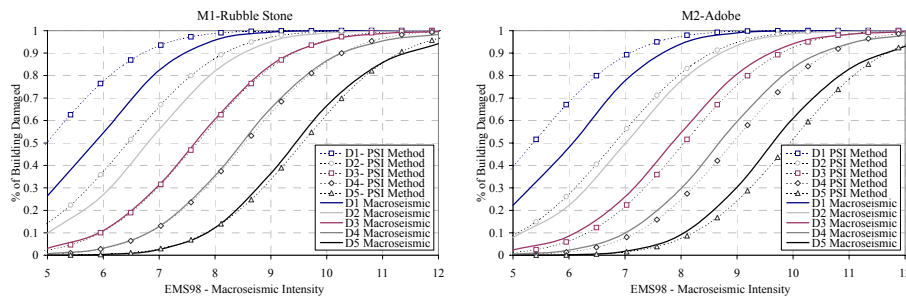 M1-Rubble Stone
1
0.9
0.8
0.7
0.6
0.5
0.4
0.3
0.2
0.1
0
% of Building Damaged
5 6 7 8 9 10 11 12
EMS98 - Macroseismic Intensity
D1- PSI Method
D2- PSI Method
D3- PSI Method
D4- PSI Method
D5- PSI Method
D1 Macroseismic
D2 Macroseismic
D3 Macroseismic
D4 Macroseismic
D5 Macroseismic
M2-Adobe
1
0.9
0.8
0.7
0.6
0.5
0.4
0.3
0.2
0.1
0
% of Building Damaged
5 6 7 8 9 10 11 12
EMS98 - Macroseismic Intensity
D1 PSI Method
D2 PSI Method
D3 PSI Method
D4 PSI Method
D5 PSI Method
D1 Macroseismic
D2 Macroseismic
D3 Macroseismic
D4 Macroseismic
D5 Macroseismic